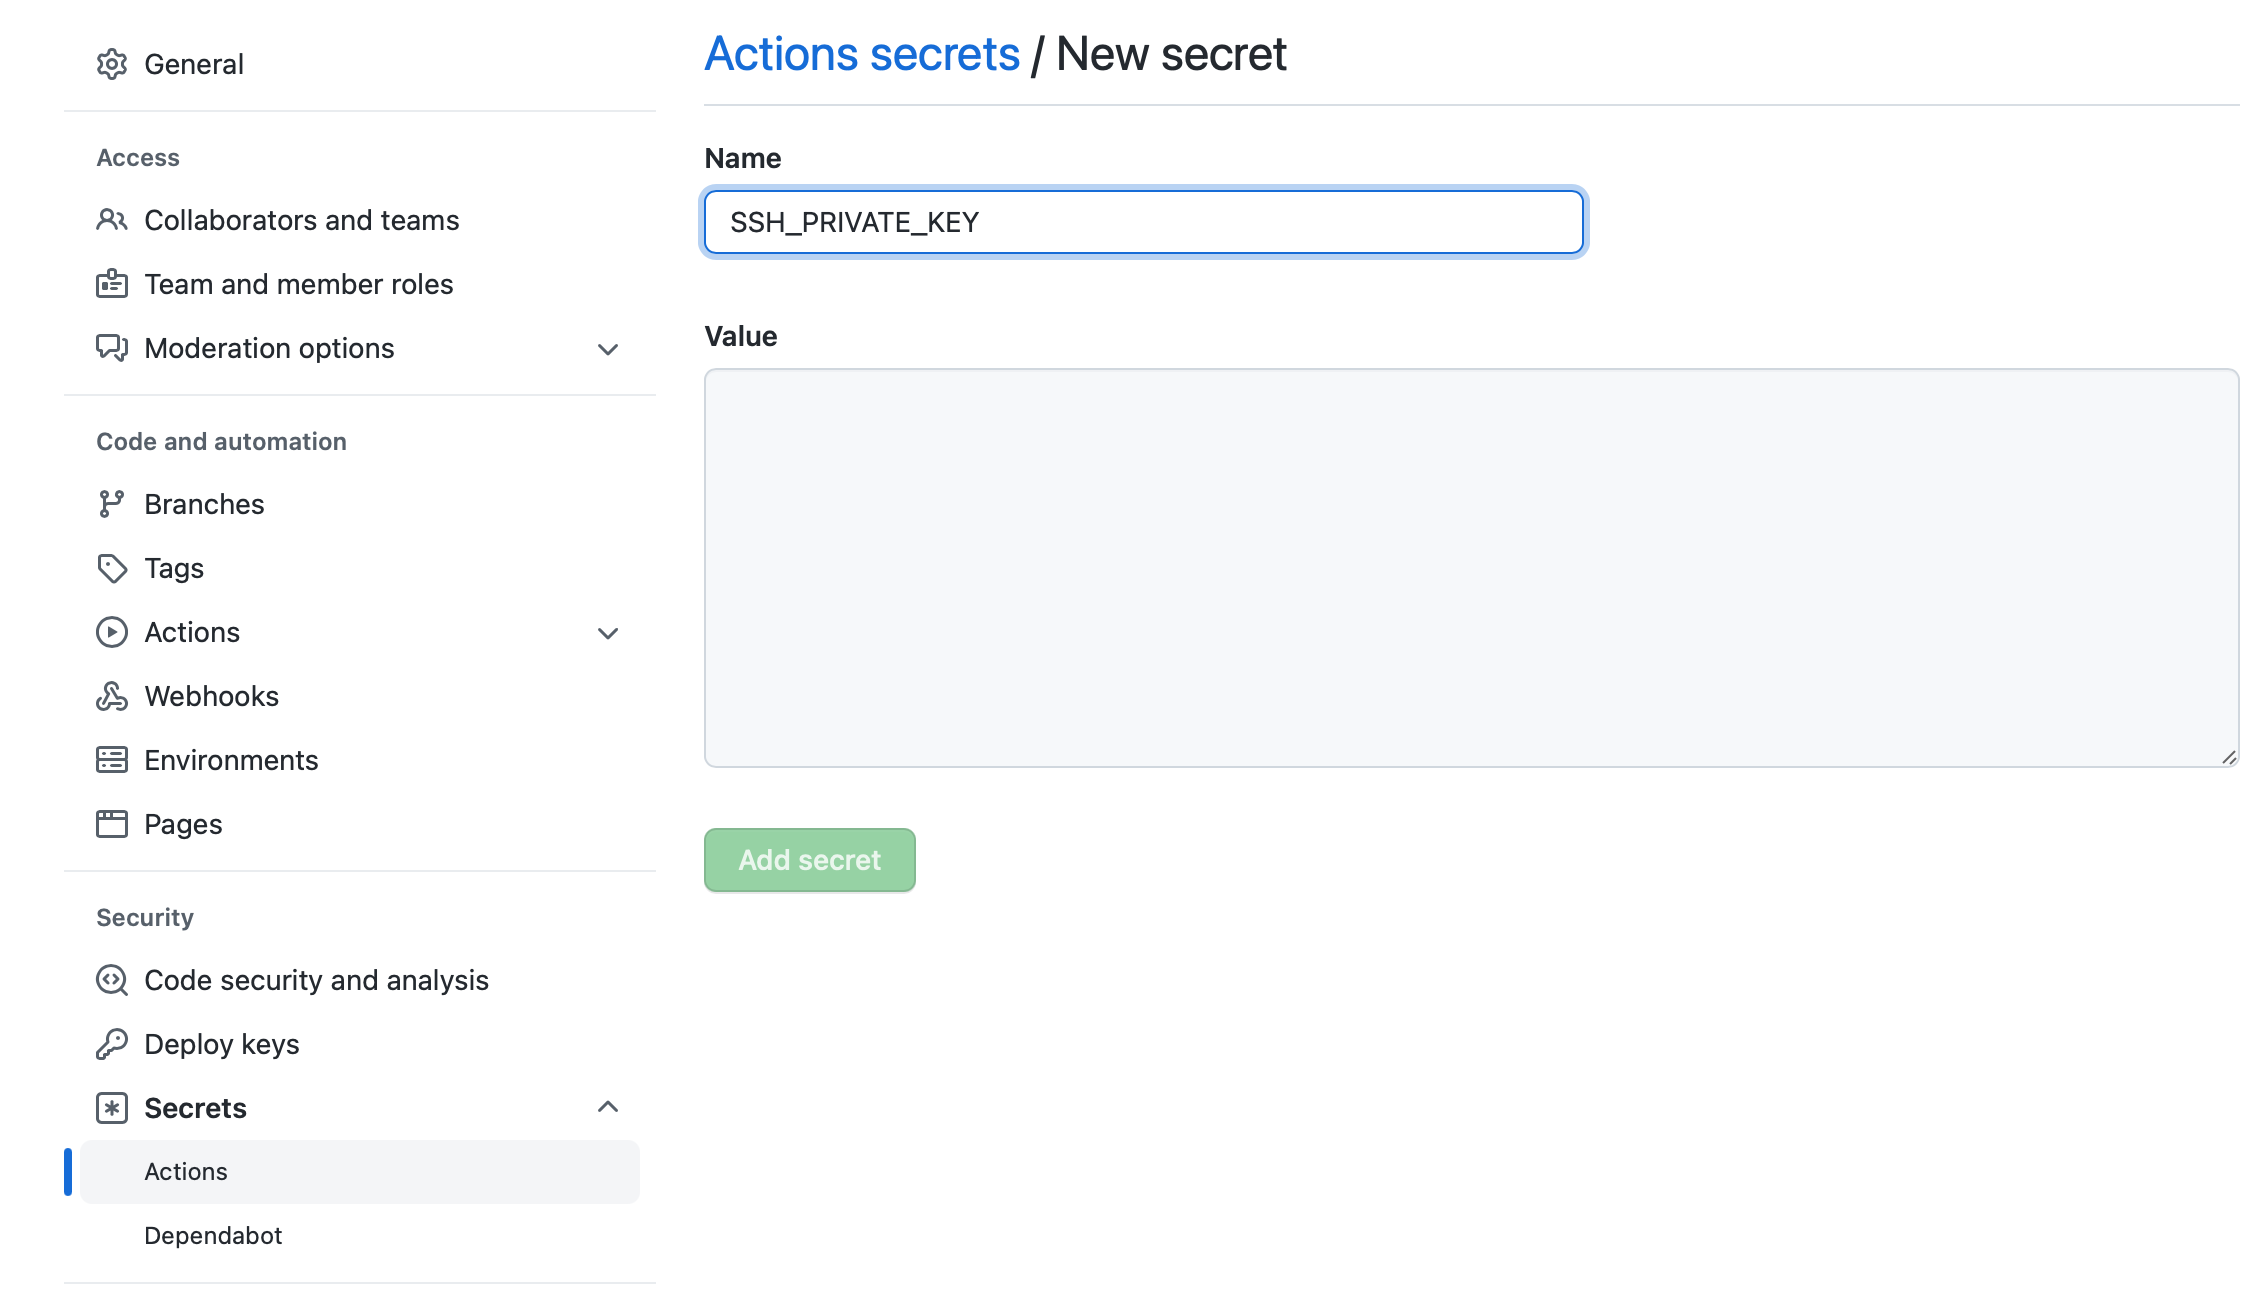 General
Access
Collaborators and teams
Team and member roles
Moderation options
Code and automation
Branches
Tags
Actions
Webhooks
Environments
Pages
Security
Code security and analysis
Deploy keys
Secrets
Actions
Dependabot
Actions secrets / New secret
Name
SSH_PRIVATE_KEY
Value
Add secret